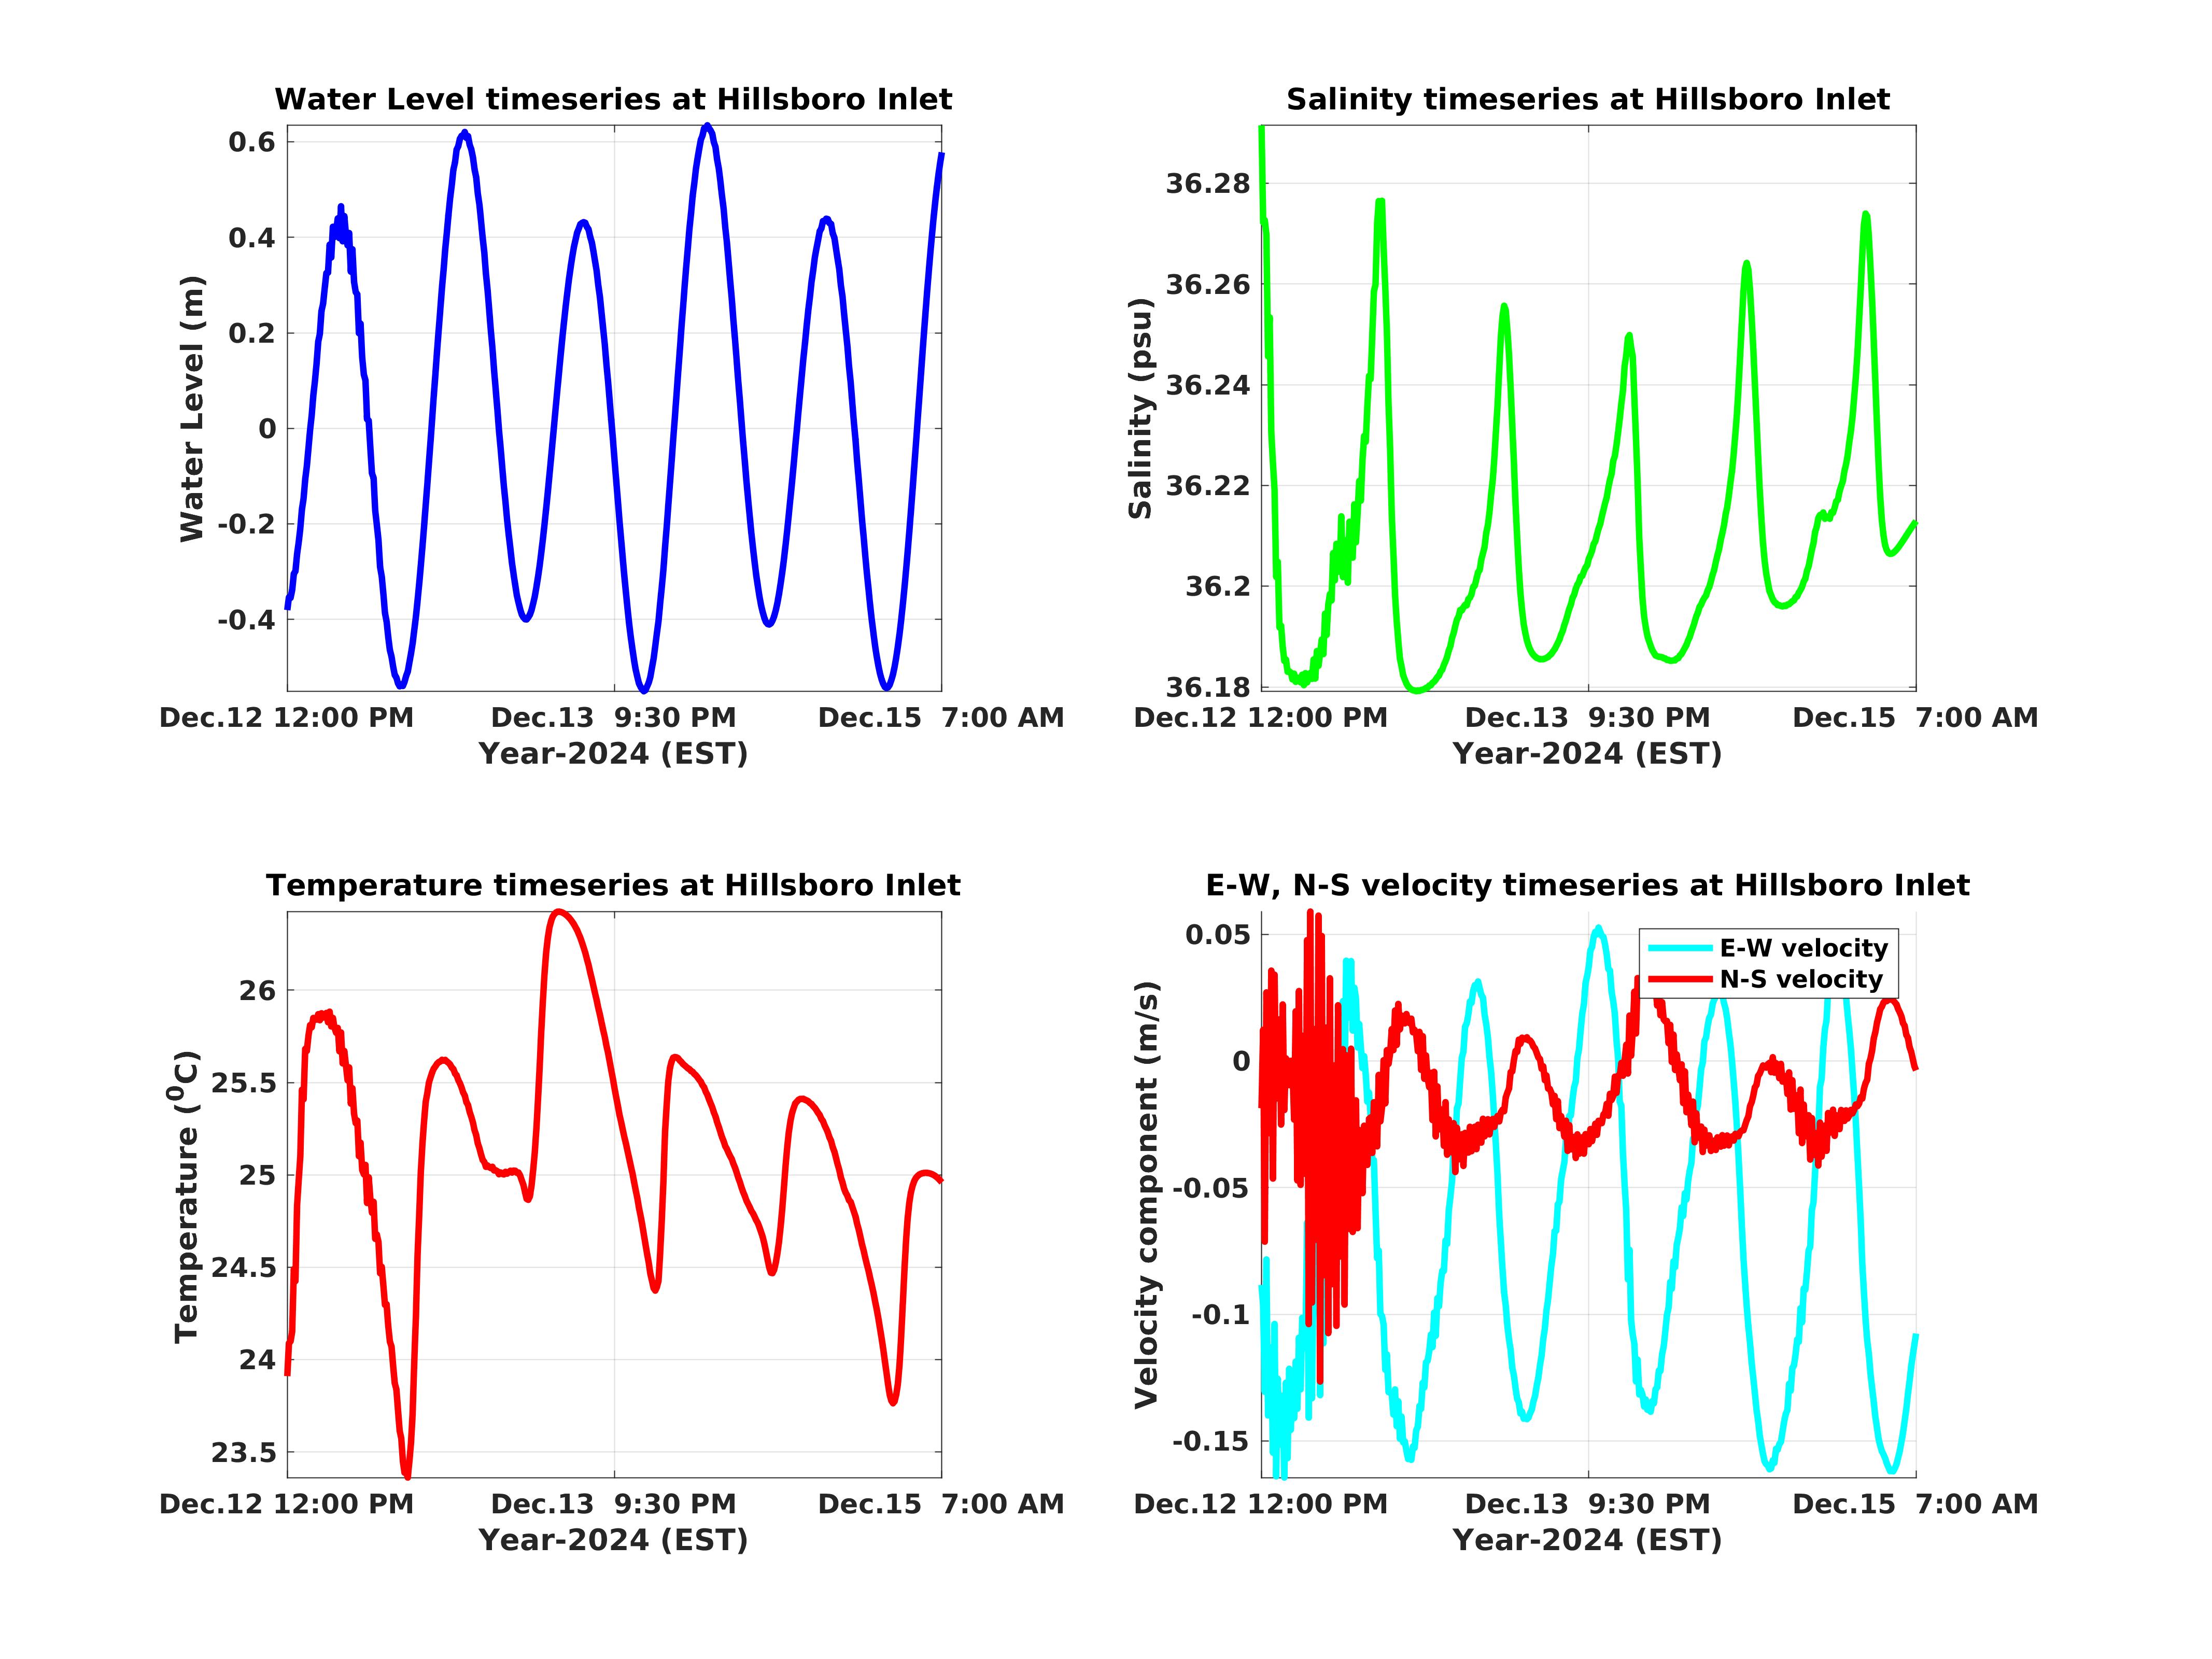 Water Level timeseries at Hillsboro Inlet
Water Level (m)
0.6
0.4
0.2
0
-0.2
-0.4
Dec.12 12:00 PM
Dec.13 9:30 PM
Dec.15 7:00 AM
Year-2024 (EST)
Salinity timeseries at Hillsboro Inlet
Salinity (psu)
36.28
36.26
36.24
36.22
36.2
36.18
Dec.12 12:00 PM
Dec.13 9:30 PM
Dec.15 7:00 AM
Year-2024 (EST)
Temperature timeseries at Hillsboro Inlet
Temperature (⁰C)
26
25.5
25
24.5
24
23.5
Dec.12 12:00 PM
Dec.13 9:30 PM
Dec.15 7:00 AM
Year-2024 (EST)
E-W, N-S velocity timeseries at Hillsboro Inlet
Velocity component (m/s)
0.05
0
-0.05
-0.1
-0.15
E-W velocity
N-S velocity
Dec.12 12:00 PM
Dec.13 9:30 PM
Dec.15 7:00 AM
Year-2024 (EST)